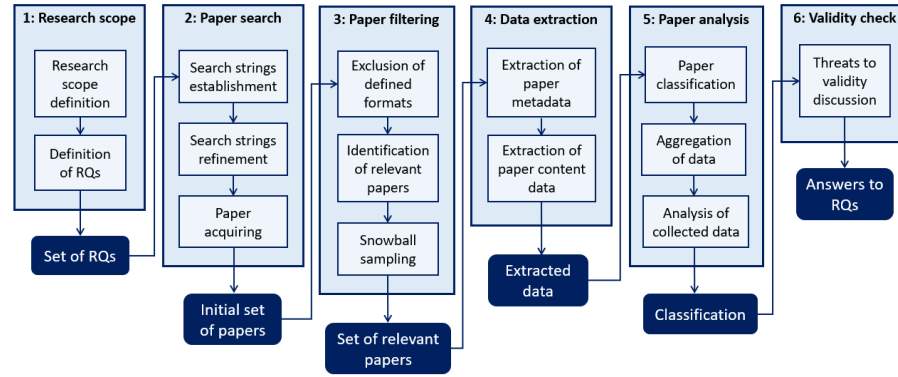 1: Research scope
Research
scope
definition
Definition
of RQs
Set of RQs
2: Paper search
Search strings
establishment
Search strings
refinement
Paper
acquiring
Initial set
of papers
3: Paper filtering
Exclusion of
defined
formats
Identification
of relevant
papers
Snowball
sampling
Set of relevant
papers
4: Data extraction
Extraction
of paper
metadata
Extraction of
paper content
data
Extracted
data
5: Paper analysis
Paper
classification
Aggregation
of data
Analysis of
collected data
Classification
6: Validity check
Threats to
validity
discussion
Answers to
RQs